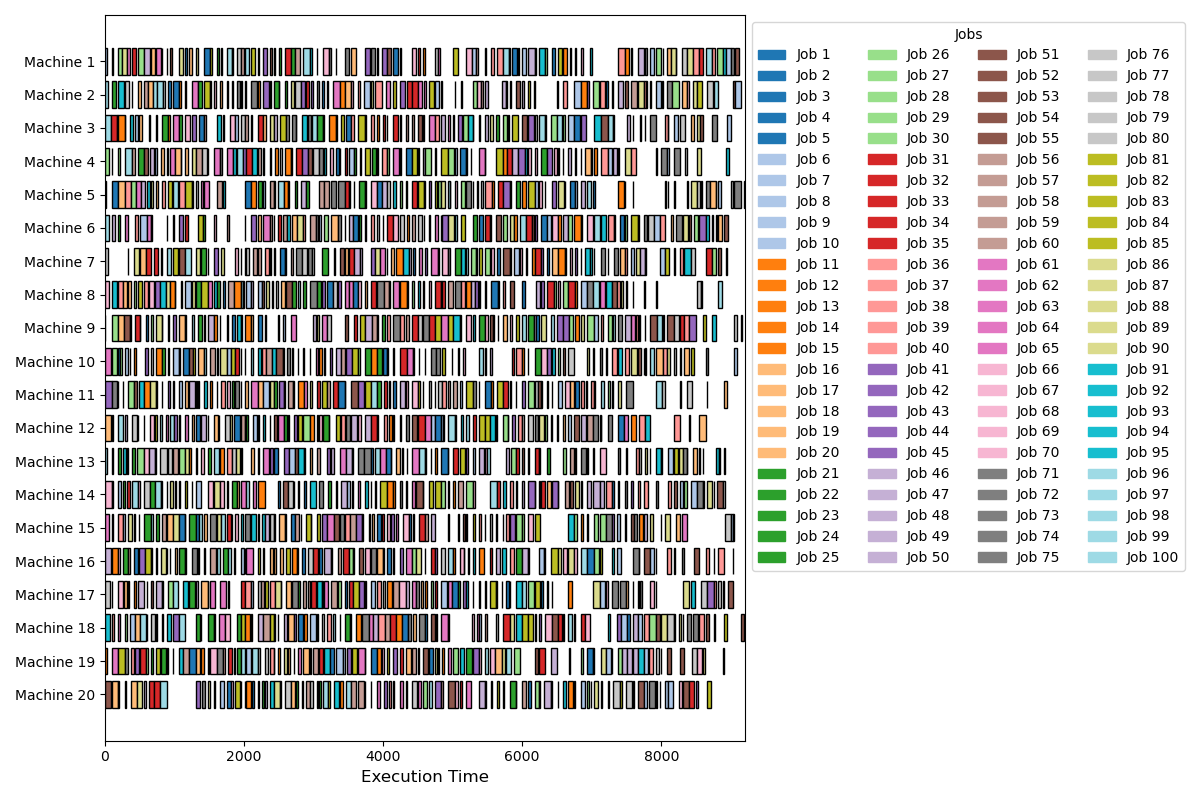 Machine 1
Machine 2
Machine 3
Machine 4
Machine 5
Machine 6
Machine 7
Machine 8
Machine 9
Machine 10
Machine 11
Machine 12
Machine 13
Machine 14
Machine 15
Machine 16
Machine 17
Machine 18
Machine 19
Machine 20
0 2000 4000 6000 8000
Execution Time
Jobs
Job 1 Job 26 Job 51 Job 76
Job 2 Job 27 Job 52 Job 77
Job 3 Job 28 Job 53 Job 78
Job 4 Job 29 Job 54 Job 79
Job 5 Job 30 Job 55 Job 80
Job 6 Job 31 Job 56 Job 81
Job 7 Job 32 Job 57 Job 82
Job 8 Job 33 Job 58 Job 83
Job 9 Job 34 Job 59 Job 84
Job 10 Job 35 Job 60 Job 85
Job 11 Job 36 Job 61 Job 86
Job 12 Job 37 Job 62 Job 87
Job 13 Job 38 Job 63 Job 88
Job 14 Job 39 Job 64 Job 89
Job 15 Job 40 Job 65 Job 90
Job 16 Job 41 Job 66 Job 91
Job 17 Job 42 Job 67 Job 92
Job 18 Job 43 Job 68 Job 93
Job 19 Job 44 Job 69 Job 94
Job 20 Job 45 Job 70 Job 95
Job 21 Job 46 Job 71 Job 96
Job 22 Job 47 Job 72 Job 97
Job 23 Job 48 Job 73 Job 98
Job 24 Job 49 Job 74 Job 99
Job 25 Job 50 Job 75 Job 100